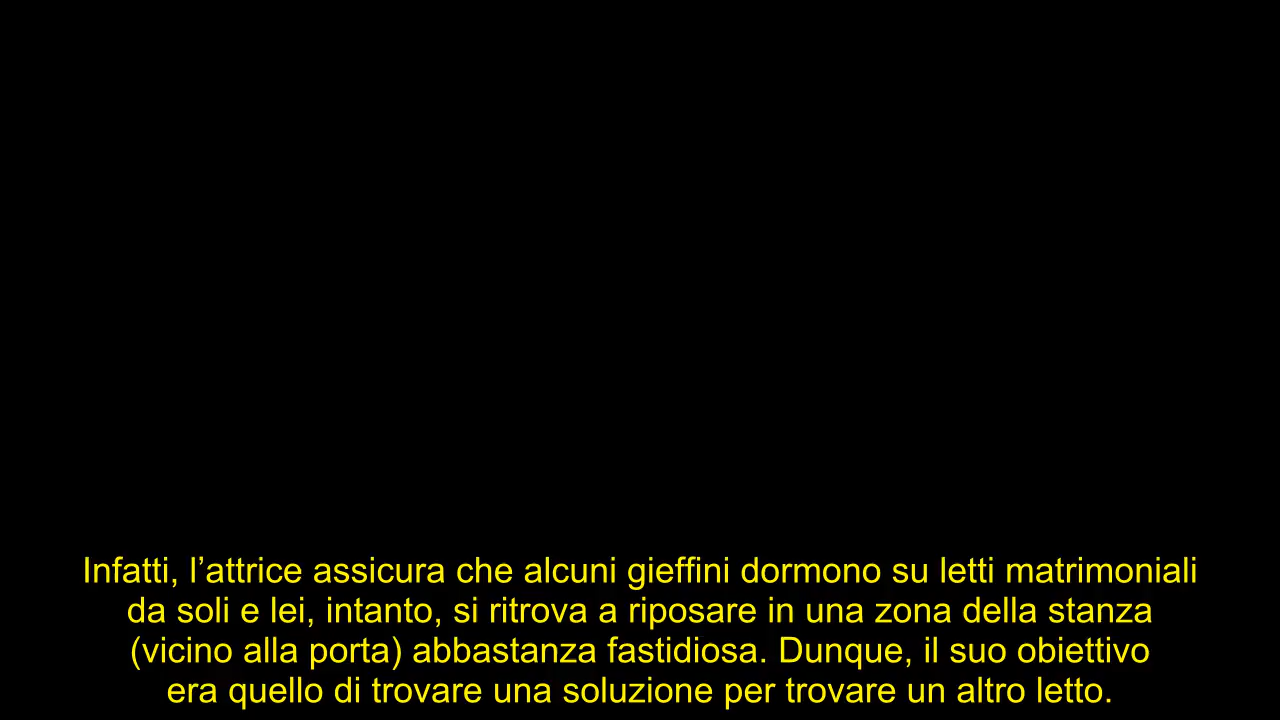 Infatti, l’attrice assicura che alcuni gieffini dormono su letti matrimoniali
da soli e lei, intanto, si ritrova a riposare in una zona della stanza
(vicino alla porta) abbastanza fastidiosa. Dunque, il suo obiettivo
era quello di trovare una soluzione per trovare un altro letto.